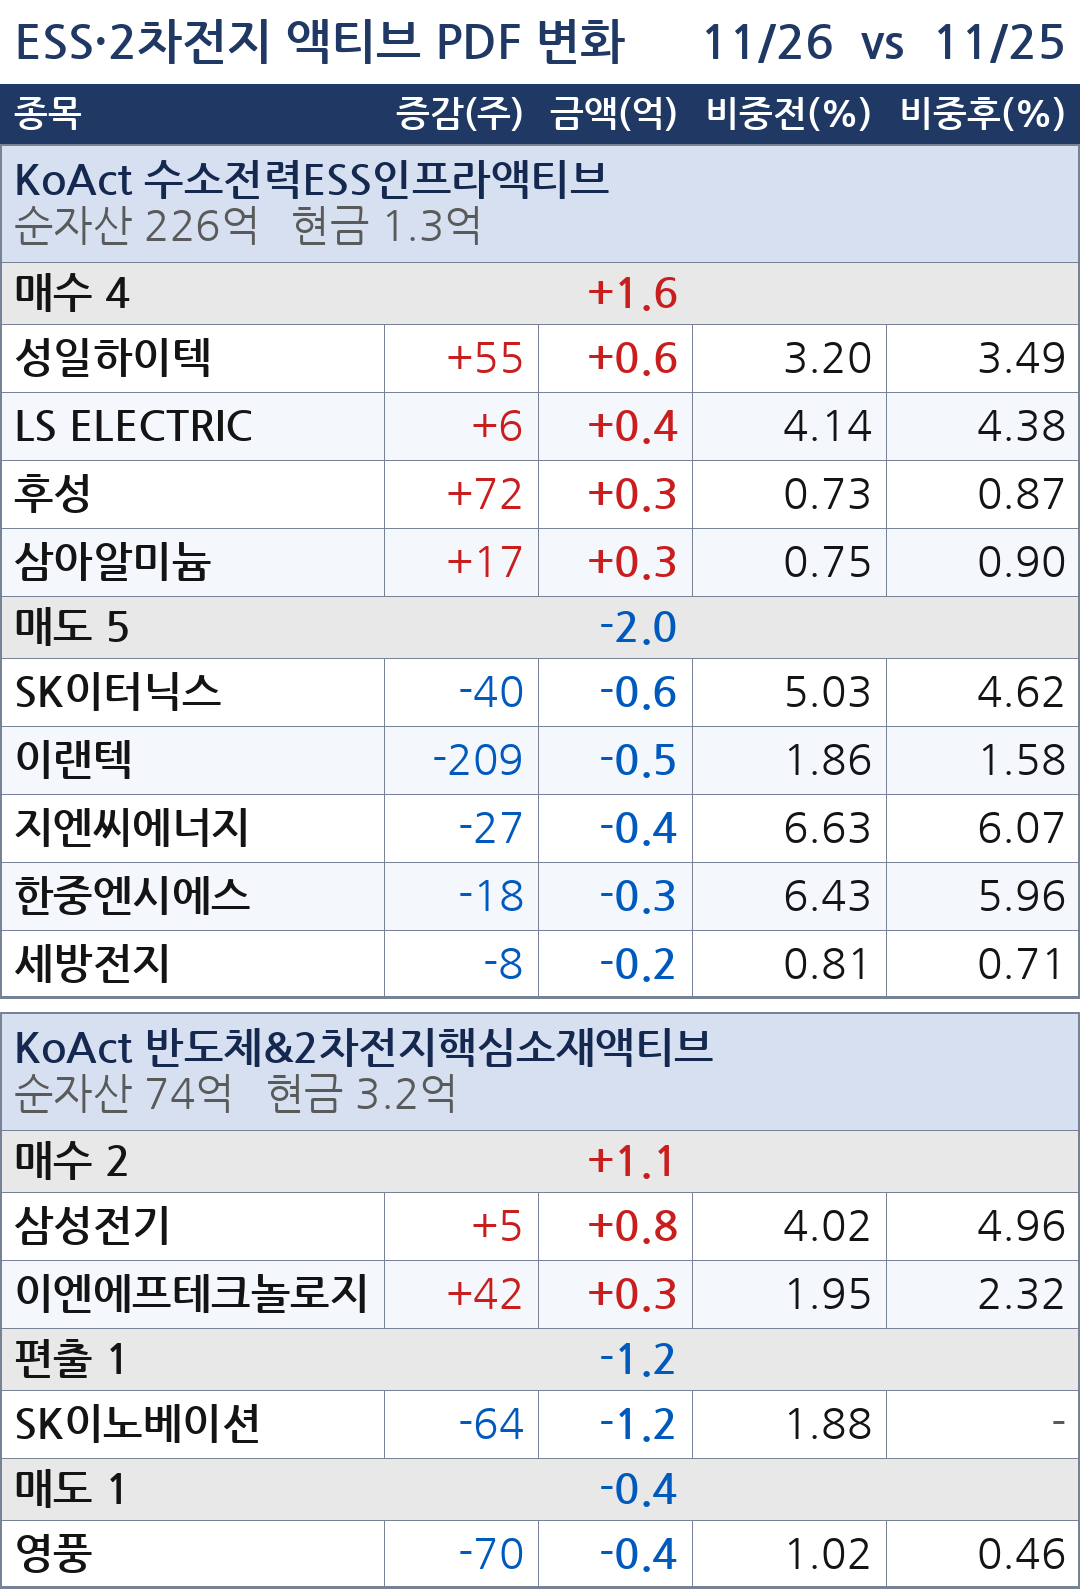 ESS·2차전지 액티브 PDF 변화 11/26 vs 11/25
종목 증감(주) 금액(억) 비중전(%) 비중후(%)
KoAct 수소전력ESS인프라액티브
순자산 226억 현금 1.3억
매수 4 +1.6
성일하이텍 +55 +0.6 3.20 3.49
LS ELECTRIC +6 +0.4 4.14 4.38
후성 +72 +0.3 0.73 0.87
삼아알미늄 +17 +0.3 0.75 0.90
매도 5 -2.0
SK이터닉스 -40 -0.6 5.03 4.62
이랜텍 -209 -0.5 1.86 1.58
지엔씨에너지 -27 -0.4 6.63 6.07
한중엔시에스 -18 -0.3 6.43 5.96
세방전지 -8 -0.2 0.81 0.71
KoAct 반도체&2차전지핵심소재액티브
순자산 74억 현금 3.2억
매수 2 +1.1
삼성전기 +5 +0.8 4.02 4.96
이엔에프테크놀로지 +42 +0.3 1.95 2.32
편출 1 -1.2
SK이노베이션 -64 -1.2 1.88 -
매도 1 -0.4
영풍 -70 -0.4 1.02 0.46